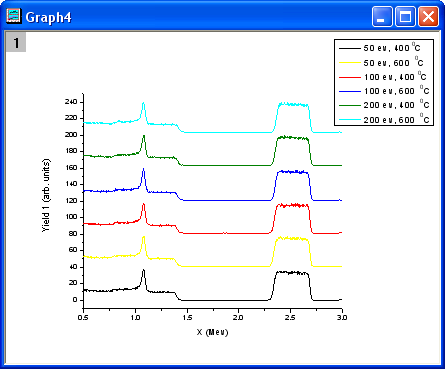 Graph4
1
50 ev, 400 °C
50 ev, 600 °C
100 ev, 400 °C
100 ev, 600 °C
200 ev, 400 °C
200 ev, 600 °C
240
220
200
180
160
140
120
100
80
60
40
20
0
Yield 1 (arb. units)
0.5 1.0 1.5 2.0 2.5 3.0
X (Mev)